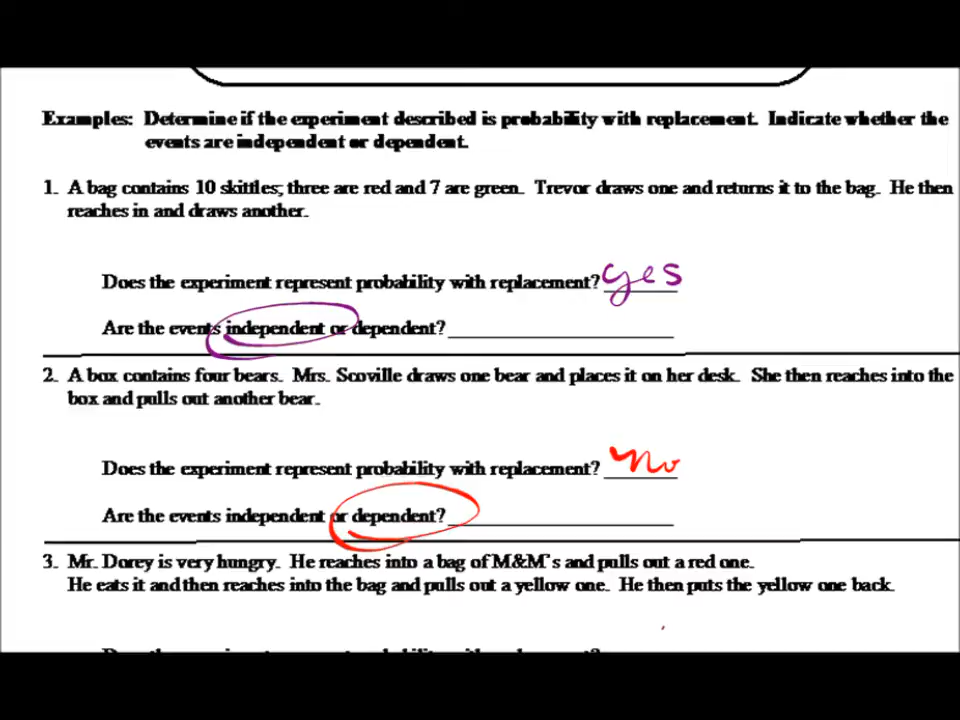 Examples: Determine if the experiment described is probability with replacement. Indicate whether the
events are independent or dependent.
1. A bag contains 10 skittles; three are red and 7 are green. Trevor draws one and returns it to the bag. He then
reaches in and draws another.
Does the experiment represent probability with replacement? yes
Are the events independent or dependent?
2. A box contains four bears. Mrs. Scoville draws one bear and places it on her desk. She then reaches into the
box and pulls out another bear.
Does the experiment represent probability with replacement? no
Are the events independent or dependent?
3. Mr. Dorey is very hungry. He reaches into a bag of M&M's and pulls out a red one.
He eats it and then reaches into the bag and pulls out a yellow one. He then puts the yellow one back.